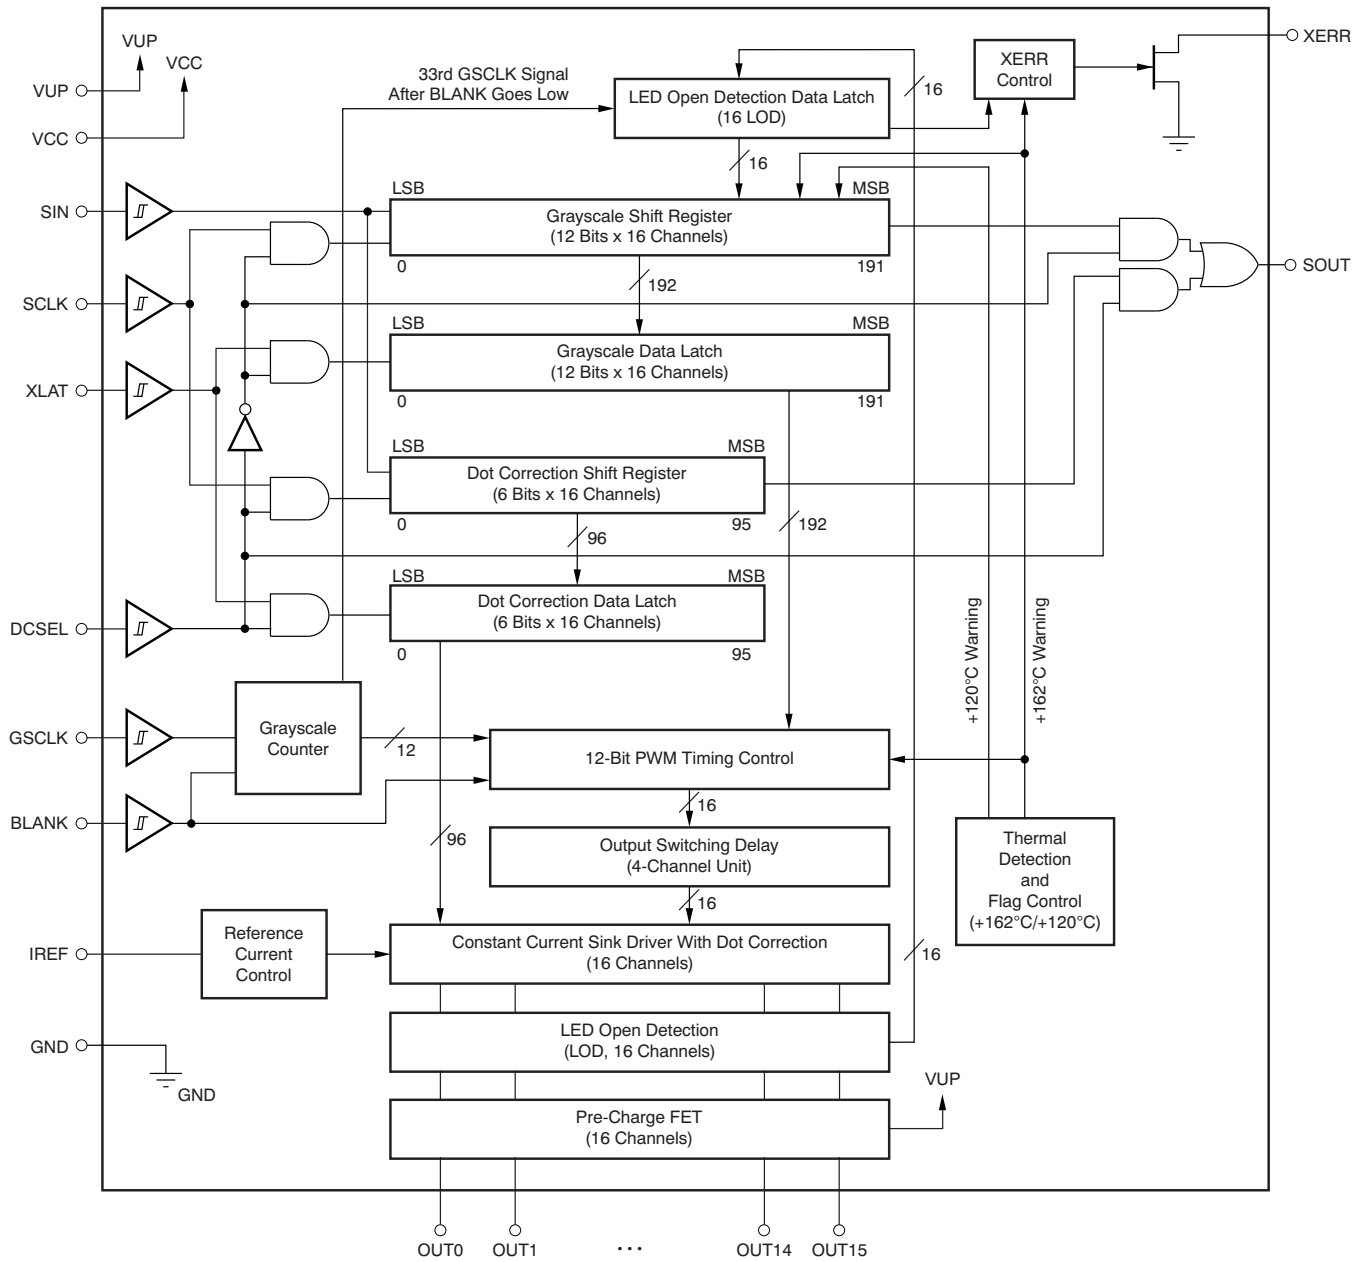 VUP
VCC
VUP
VCC
33rd GSCLK Signal
After BLANK Goes Low
LED Open Detection Data Latch
(16 LOD)
16
XERR
Control
XERR
16
LSB
MSB
SIN
Grayscale Shift Register
(12 Bits x 16 Channels)
0
191
SOUT
SCLK
192
LSB
MSB
Grayscale Data Latch
(12 Bits x 16 Channels)
0
191
XLAT
LSB
MSB
Dot Correction Shift Register
(6 Bits x 16 Channels)
0
95
192
96
LSB
MSB
Dot Correction Data Latch
(6 Bits x 16 Channels)
0
95
DCSEL
+120°C Warning
+162°C Warning
GSCLK
Grayscale
Counter
12
12-Bit PWM Timing Control
16
BLANK
96
Output Switching Delay
(4-Channel Unit)
16
Thermal
Detection
and
Flag Control
(+162°C/+120°C)
IREF
Reference
Current
Control
Constant Current Sink Driver With Dot Correction
(16 Channels)
16
GND
GND
LED Open Detection
(LOD, 16 Channels)
VUP
Pre-Charge FET
(16 Channels)
OUT0
OUT1
...
OUT14
OUT15